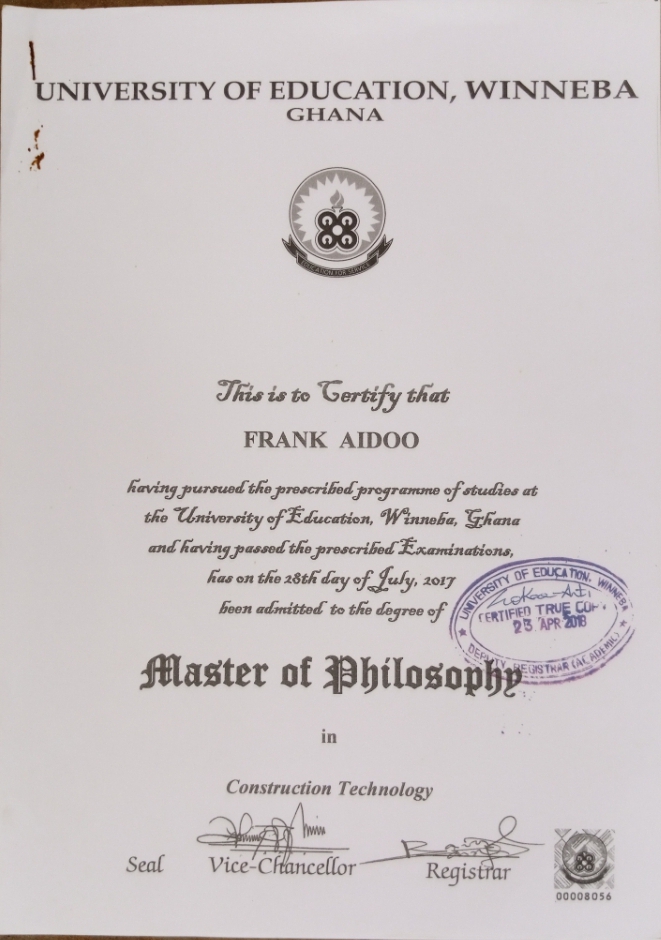 UNIVERSITY OF EDUCATION, WINNEBA
GHANA
EDUCATION FOR SERVICE
This is to Certify that
FRANK AIDOO
having pursued the prescribed programme of studies at
the University of Education, Winneba, Ghana
and having passed the prescribed Examinations,
has on the 28th day of July, 2017
been admitted to the degree of
UNIVERSITY OF EDUCATION, WINNEBA
CERTIFIED TRUE COPY
23 APR 2018
DEPUTY REGISTRAR (ACADEMIC)
Master of Philosophy
in
Construction Technology
Seal Vice-Chancellor Registrar
00008056